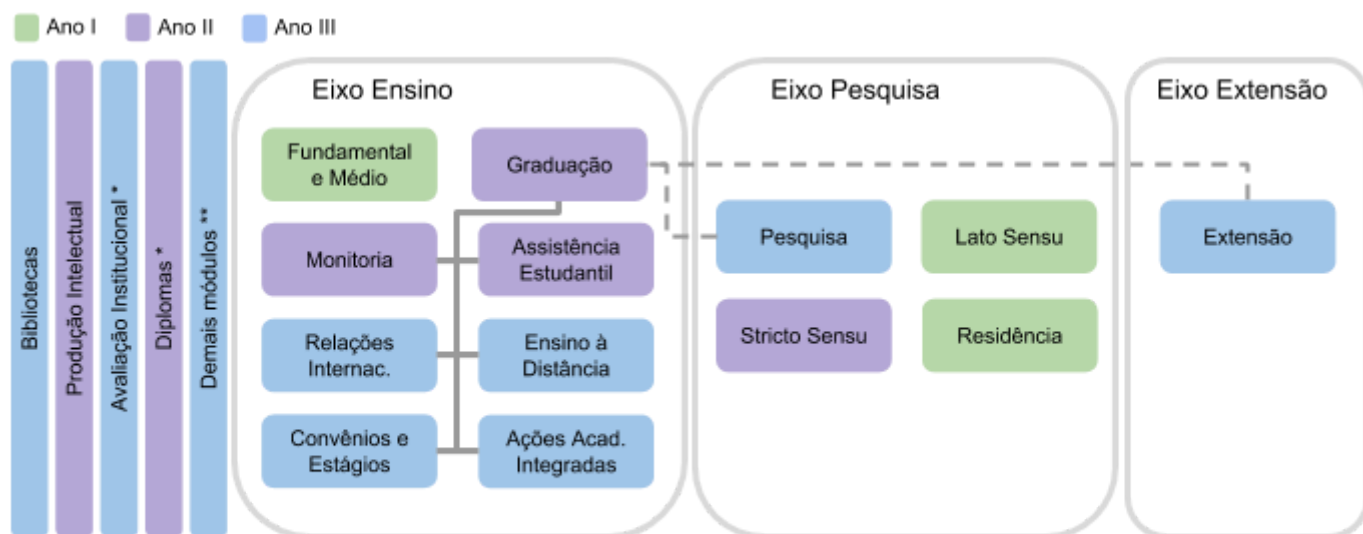 Ano I
Ano II
Ano III
Bibliotecas
Produção Intelectual
Avaliação Institucional *
Diplomas *
Demais módulos **
Eixo Ensino
Fundamental
e Médio
Graduação
Monitoria
Assistência
Estudantil
Relações
Internac.
Ensino à
Distância
Convênios e
Estágios
Ações Acad.
Integradas
Eixo Pesquisa
Pesquisa
Lato Sensu
Stricto Sensu
Residência
Eixo Extensão
Extensão